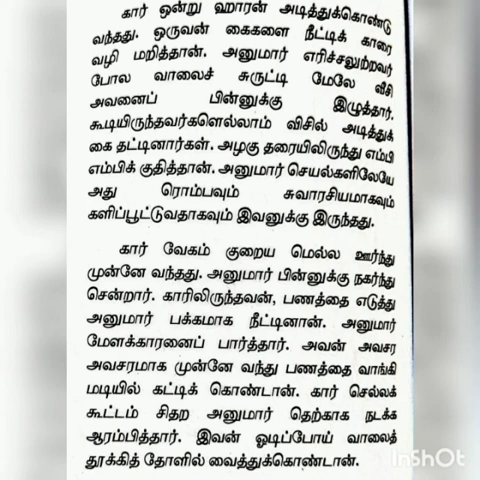 கார் ஒன்று ஹாரன் அடித்துக்கொண்டு
வந்தது. ஒருவன் கைகளை நீட்டிக் காரை
வழி மறித்தான். அனுமார் எரிச்சலுற்றவர்
போல வாலைச் சுருட்டி மேலே வீசி
அவனைப் பின்னுக்கு இழுத்தார்.
கூடியிருந்தவர்களெல்லாம் விசில் அடித்துக்
கை தட்டினார்கள். அழகு தரையிலிருந்து எம்பி
எம்பிக் குதித்தான். அனுமார் செயல்களிலேயே
அது ரொம்பவும் சுவாரசியமாகவும்
களிப்பூட்டுவதாகவும் இவனுக்கு இருந்தது.
கார் வேகம் குறைய மெல்ல ஊர்ந்து
முன்னே வந்தது. அனுமார் பின்னுக்கு நகர்ந்து
சென்றார். காரிலிருந்தவன், பணத்தை எடுத்து
அனுமார் பக்கமாக நீட்டினான். அனுமார்
மேளக்காரனைப் பார்த்தார். அவன் அவசர
அவசரமாக முன்னே வந்து பணத்தை வாங்கி
மடியில் கட்டிக் கொண்டான். கார் செல்லக்
கூட்டம் சிதற அனுமார் தெற்காக நடக்க
ஆரம்பித்தார். இவன் ஓடிப்போய் வாலைத்
தூக்கித் தோளில் வைத்துக்கொண்டான்.
InShOt